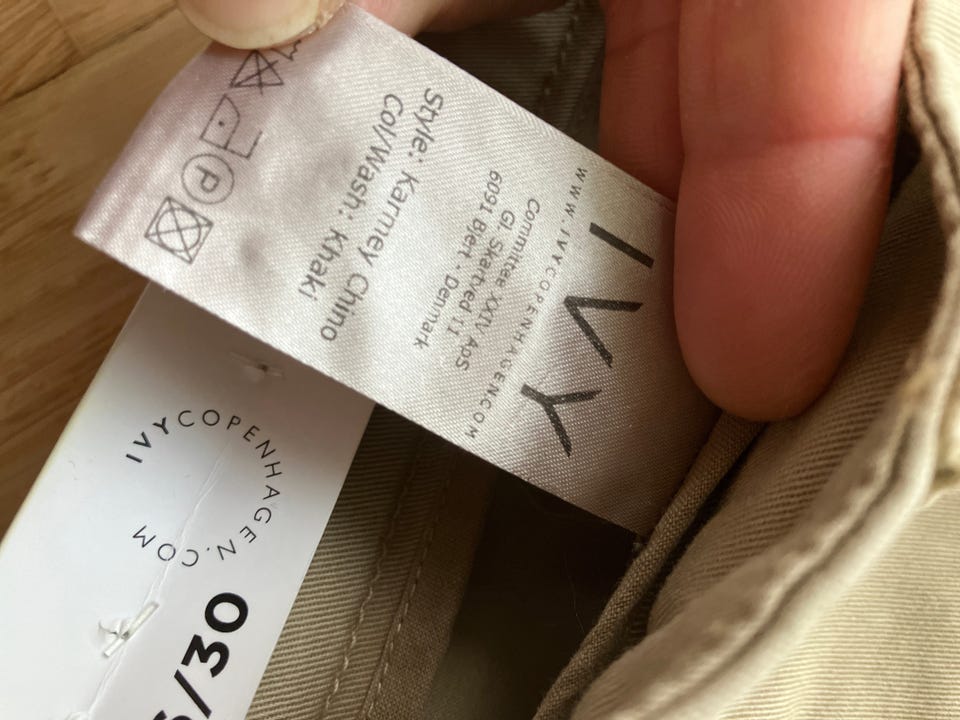 IVY
WWW.IVYCOPENHAGEN.COM
Committee XXIV ApS
Gl. Skartved 11
6091 Bjert - Denmark
Style: Karmey Chino
Col/Wash: Khaki
P
IVYCOPENHAGEN.COM
/30